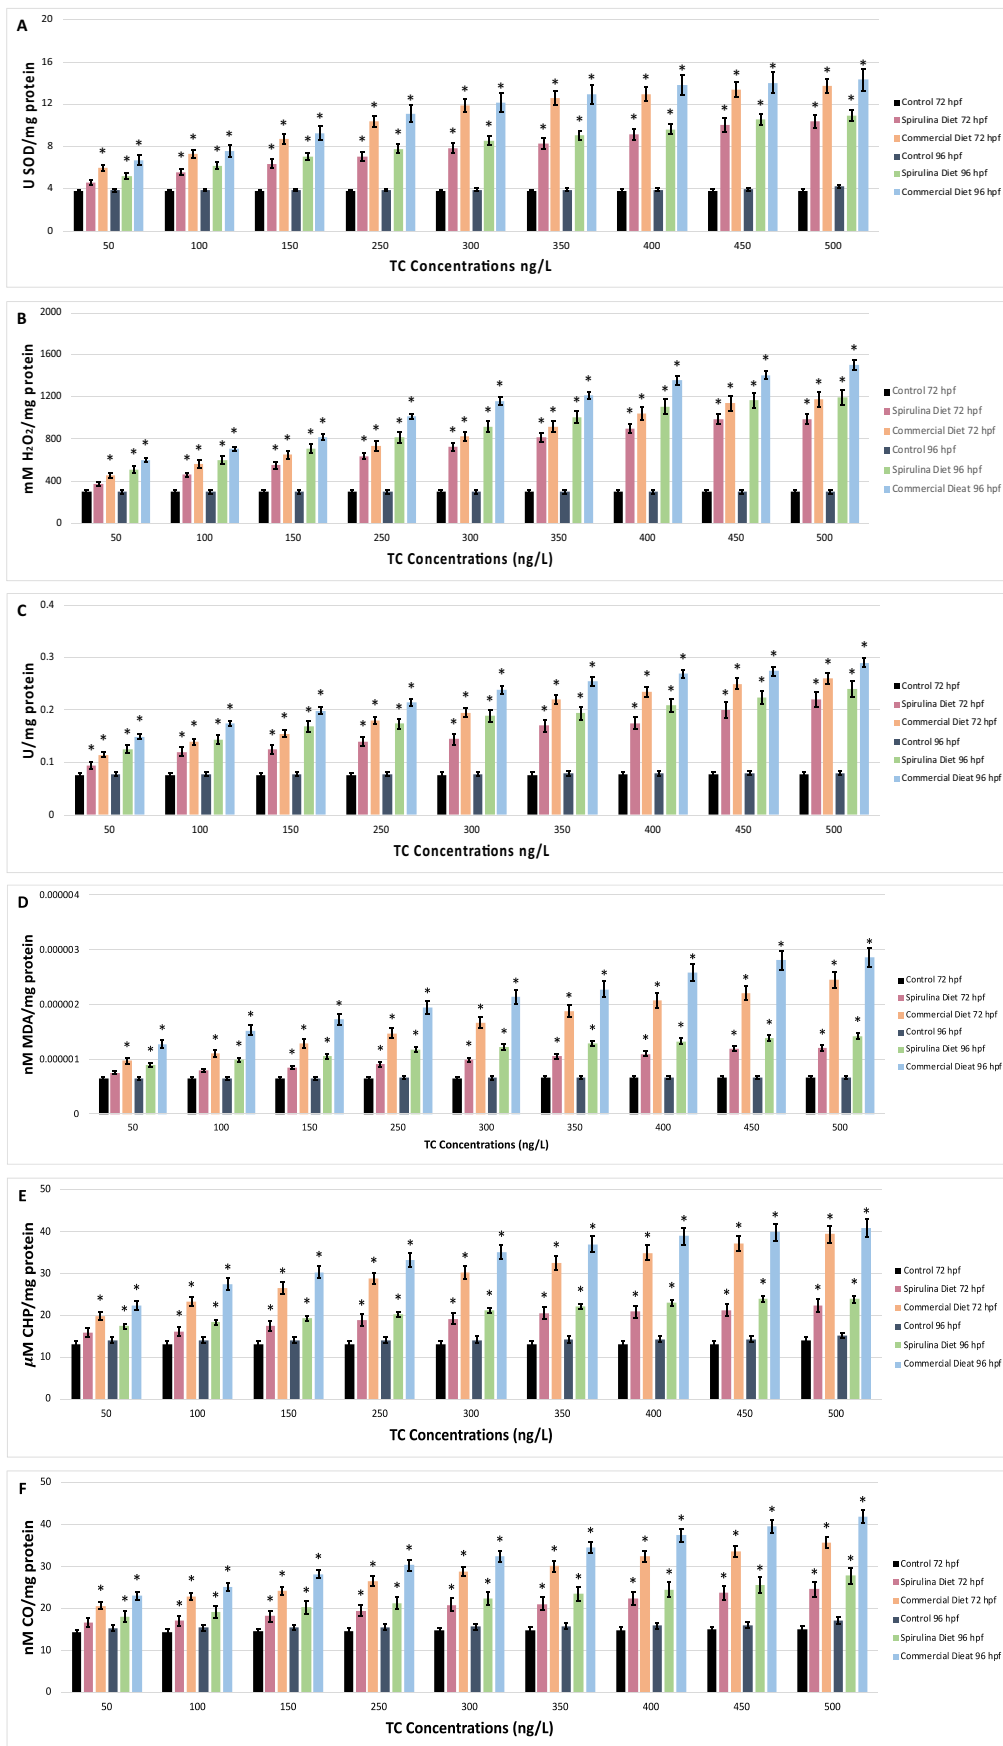 A
U SOD/mg protein
20
16
12
8
4
0
* * * * * * * * * * * * * * * * * * * * * * * * * * * * * * * * * * *
50 100 150 250 300 350 400 450 500
TC Concentrations ng/L
Control 72 hpf
Spirulina Diet 72 hpf
Commercial Diet 72 hpf
Control 96 hpf
Spirulina Diet 96 hpf
Commercial Diet 96 hpf
B
mM H2O2/mg protein
2000
1600
1200
800
400
0
* * * * * * * * * * * * * * * * * * * * * * * * * * * * * * * * * * *
50 100 150 250 300 350 400 450 500
TC Concentrations (ng/L)
Control 72 hpf
Spirulina Diet 72 hpf
Commercial Diet 72 hpf
Control 96 hpf
Spirulina Diet 96 hpf
Commercial Dieat 96 hpf
C
U/mg protein
0.4
0.3
0.2
0.1
0
* * * * * * * * * * * * * * * * * * * * * * * * * * * * * * * * * * * *
50 100 150 250 300 350 400 450 500
TC Concentrations ng/L
Control 72 hpf
Spirulina Diet 72 hpf
Commercial Diet 72 hpf
Control 96 hpf
Spirulina Diet 96 hpf
Commercial Dieat 96 hpf
D
nM MDA/mg protein
0.000004
0.000003
0.000002
0.000001
0
* * * * * * * * * * * * * * * * * * * * * * * * * * * * * * * * * *
50 100 150 250 300 350 400 450 500
TC Concentrations (ng/L)
Control 72 hpf
Spirulina Diet 72 hpf
Commercial Diet 72 hpf
Control 96 hpf
Spirulina Diet 96 hpf
Commercial Dieat 96 hpf
E
µM CHP/mg protein
50
40
30
20
10
0
* * * * * * * * * * * * * * * * * * * * * * * * * * * * * * * * * * *
50 100 150 250 300 350 400 450 500
TC Concentrations (ng/L)
Control 72 hpf
Spirulina Diet 72 hpf
Commercial Diet 72 hpf
Control 96 hpf
Spirulina Diet 96 hpf
Commercial Dieat 96 hpf
F
nM CO/mg protein
50
40
30
20
10
0
* * * * * * * * * * * * * * * * * * * * * * * * * * * * * * * * * * *
50 100 150 250 300 350 400 450 500
TC Concentrations (ng/L)
Control 72 hpf
Spirulina Diet 72 hpf
Commercial Diet 72 hpf
Control 96 hpf
Spirulina Diet 96 hpf
Commercial Dieat 96 hpf